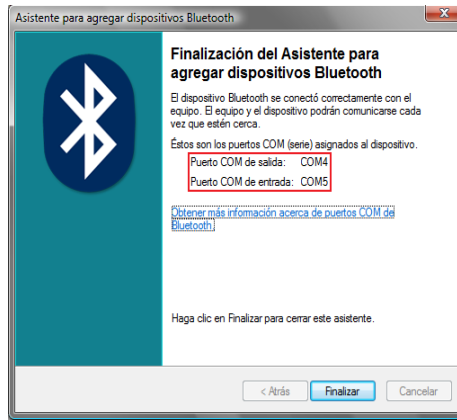 Asistente para agregar dispositivos Bluetooth
Finalización del Asistente para
agregar dispositivos Bluetooth
El dispositivo Bluetooth se conectó correctamente con el
equipo. El equipo y el dispositivo podrán comunicarse cada
vez que estén cerca.
Éstos son los puertos COM (serie) asignados al dispositivo.
Puerto COM de salida: COM4
Puerto COM de entrada: COM5
Obtener más información acerca de puertos COM de
Bluetooth.
Haga clic en Finalizar para cerrar este asistente.
< Atrás Finalizar Cancelar